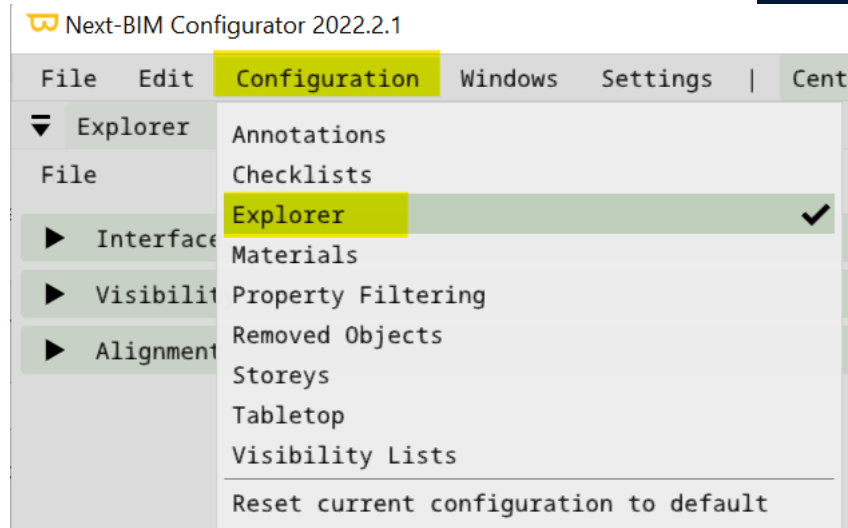 Next-BIM Configurator 2022.2.1
File Edit Configuration Windows Settings | Cent
Explorer
File
Interface
Visibilit
Alignment
Annotations
Checklists
Explorer
Materials
Property Filtering
Removed Objects
Storeys
Tabletop
Visibility Lists
Reset current configuration to default